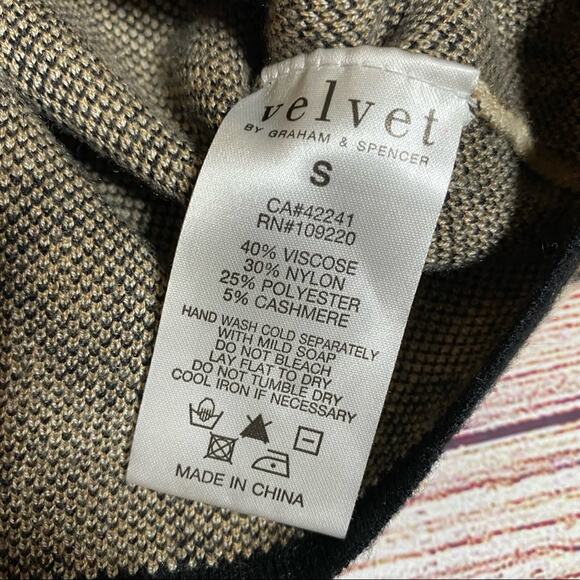 velvet
BY GRAHAM & SPENCER
S
CA#42241
RN#109220
40% VISCOSE
30% NYLON
25% POLYESTER
5% CASHMERE
HAND WASH COLD SEPARATELY
WITH MILD SOAP
DO NOT BLEACH
LAY FLAT TO DRY
DO NOT TUMBLE DRY
COOL IRON IF NECESSARY
MADE IN CHINA